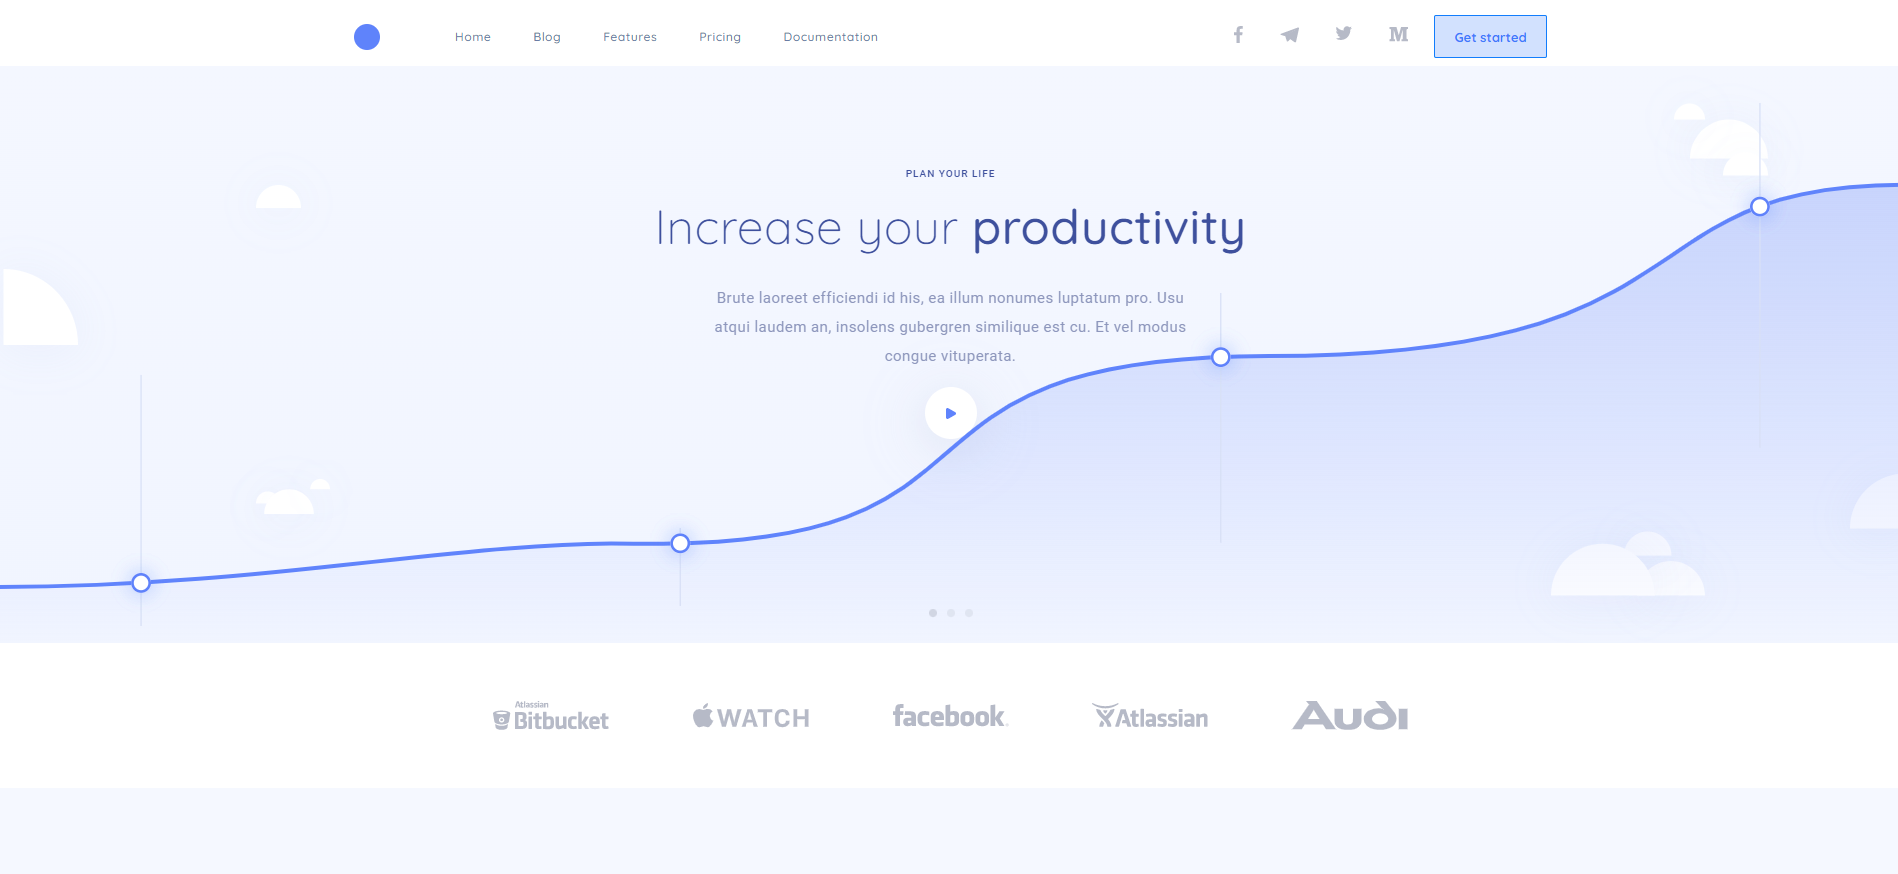 Home Blog Features Pricing Documentation Get started
PLAN YOUR LIFE
Increase your productivity
Brute laoreet efficiendi id his, ea illum nonumes luptatum pro. Usu
atqui laudem an, insolens gubergren similique est cu. Et vel modus
congue vituperata.
Atlassian
Bitbucket
WATCH
facebook
Atlassian
Audi